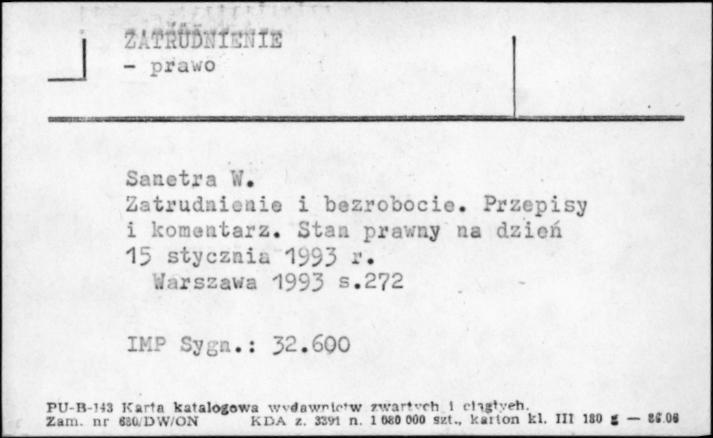 ZATRUDNIENIE
- prawo
Sanetra W.
Zatrudnienie i bezrobocie. Przepisy
i komentarz. Stan prawny na dzień
15 stycznia 1993 r.
Warszawa 1993 s.272
IMP Sygn.: 32.600
PU-B-143 Karta katalogowa wydawnictw zwartych i ciągłych.
Zam. nr 680/DW/ON KDA z. 3391 n. 1 080 000 szt., karton kl. III 180 g — 86.06